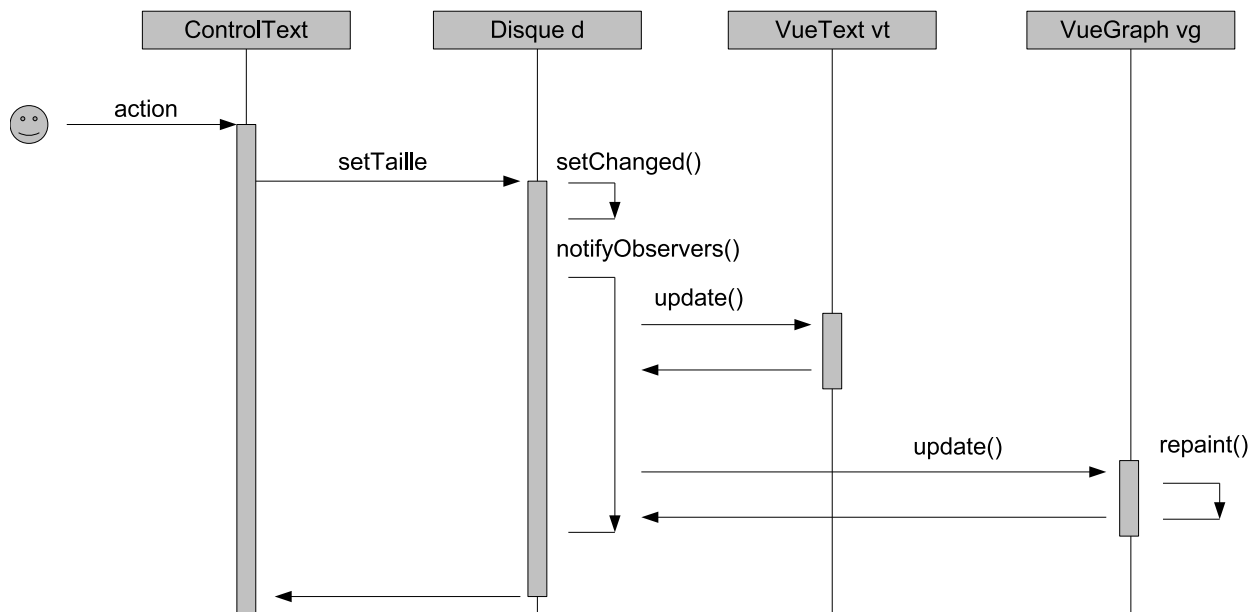 ControlText
Disque d
VueText vt
VueGraph vg
action
setTaille
setChanged()
notifyObservers()
update()
update()
repaint()